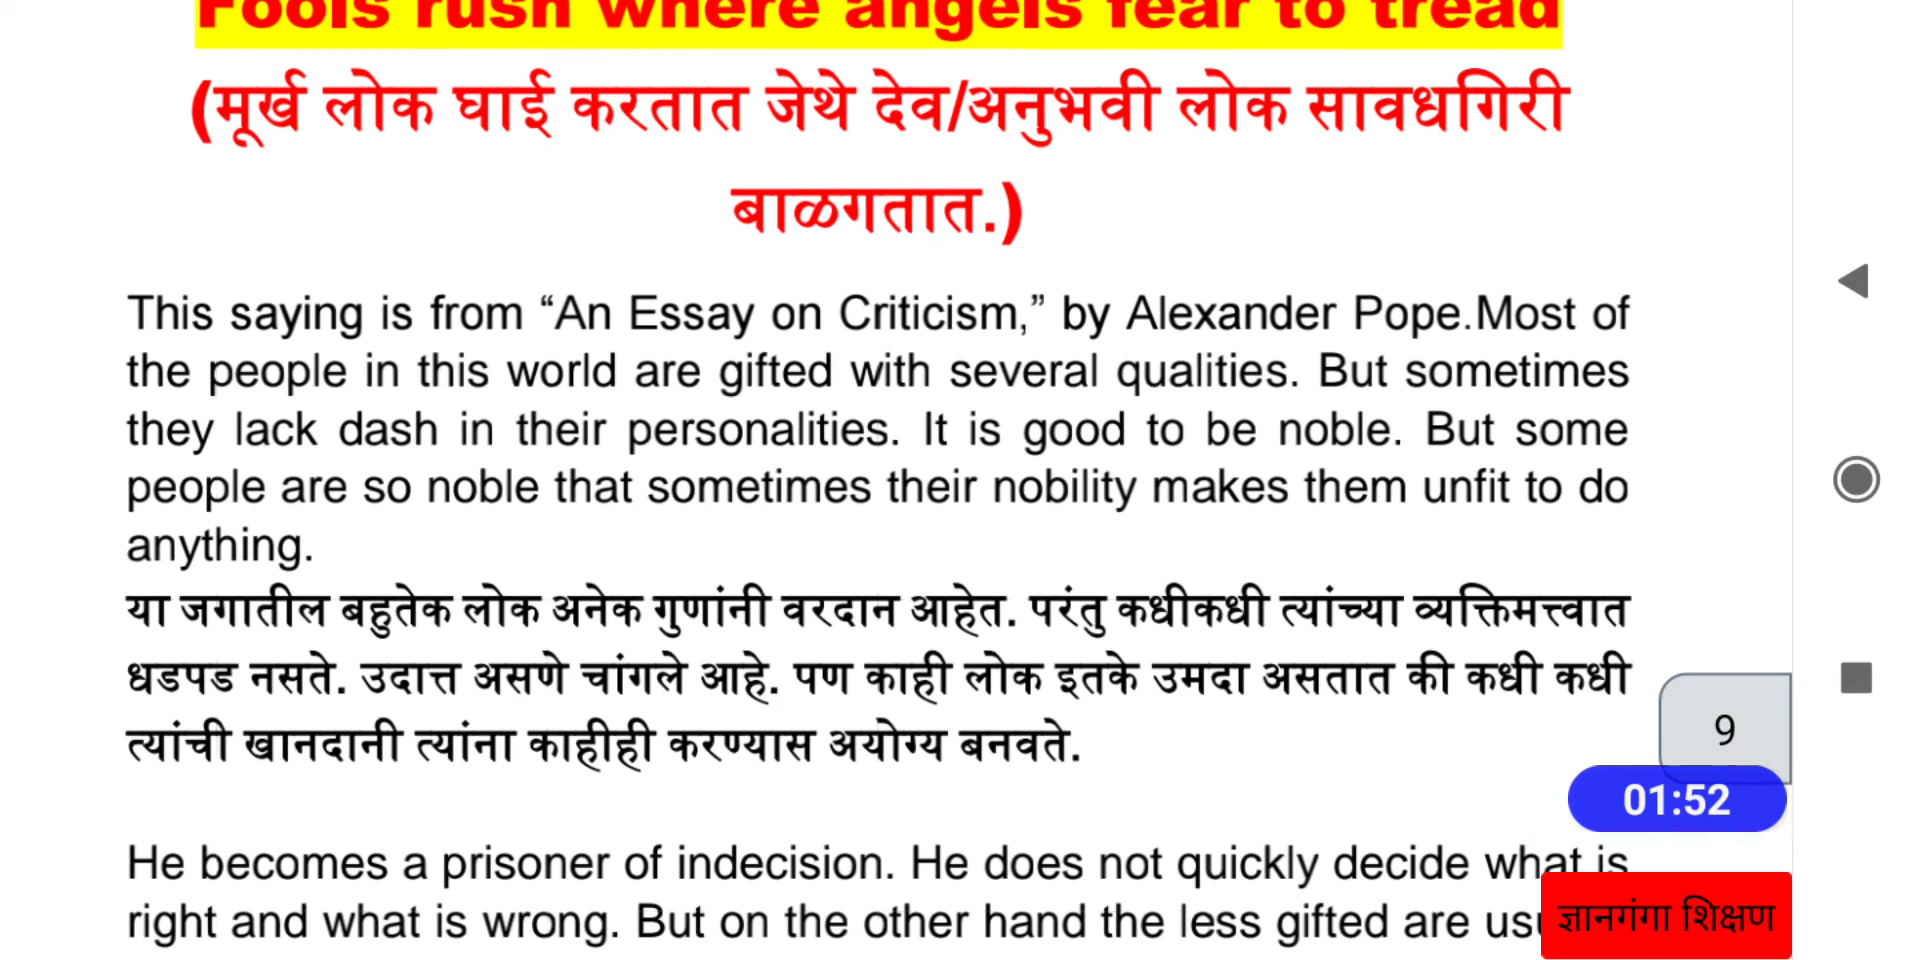 Fools rush where angels fear to tread
(मूर्ख लोक घाई करतात जेथे देव/अनुभवी लोक सावधगिरी
बाळगतात.)
This saying is from “An Essay on Criticism,” by Alexander Pope.Most of
the people in this world are gifted with several qualities. But sometimes
they lack dash in their personalities. It is good to be noble. But some
people are so noble that sometimes their nobility makes them unfit to do
anything.
या जगातील बहुतेक लोक अनेक गुणांनी वरदान आहेत. परंतु कधीकधी त्यांच्या व्यक्तिमत्त्वात
धडपड नसते. उदात्त असणे चांगले आहे. पण काही लोक इतके उमदा असतात की कधी कधी
त्यांची खानदानी त्यांना काहीही करण्यास अयोग्य बनवते.
9
01:52
He becomes a prisoner of indecision. He does not quickly decide what is
right and what is wrong. But on the other hand the less gifted are
ज्ञानगंगा शिक्षण